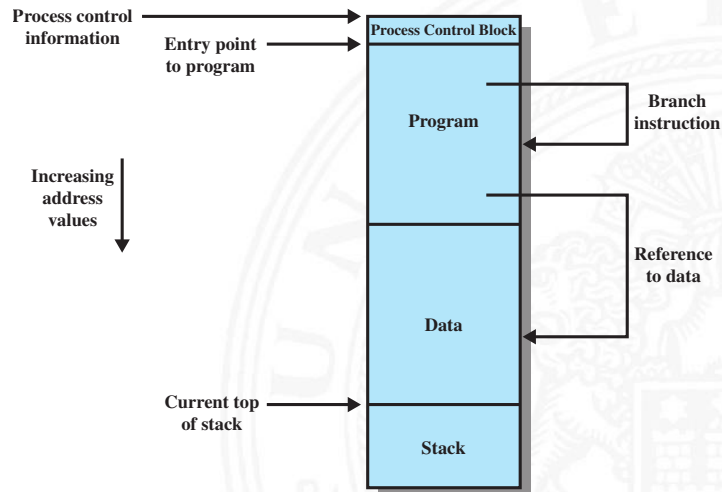 Process control
information
Process Control Block
Entry point
to program
Program
Branch
instruction
Increasing
address
values
Reference
to data
Data
Current top
of stack
Stack